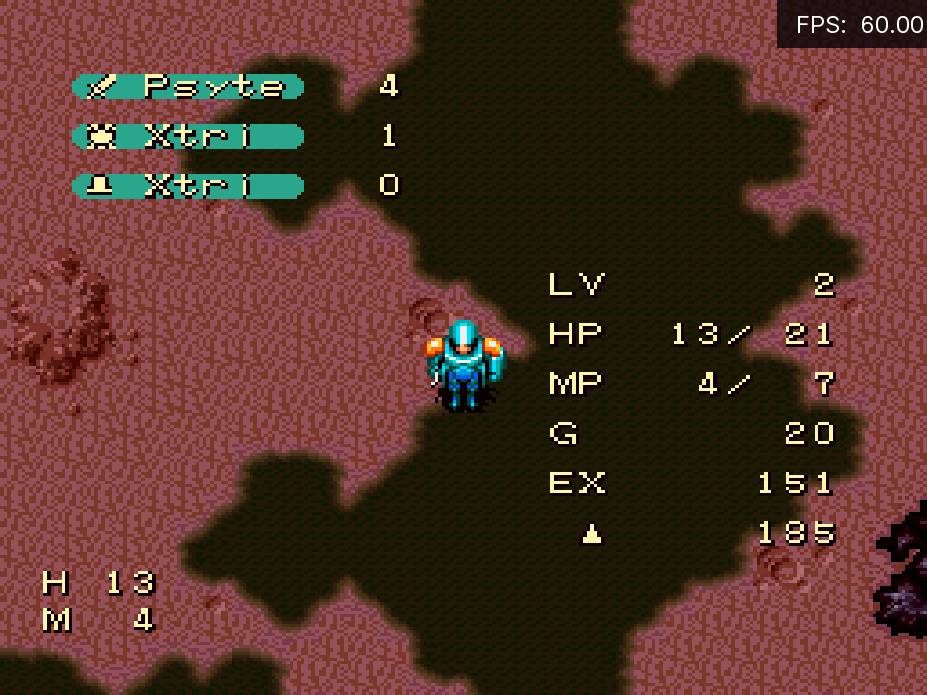 FPS: 60.00
Psyte 4
Xtri 1
Xtri 0
LV 2
HP 13/ 21
MP 4/ 7
G 20
EX 151
▲ 185
H 13
M 4